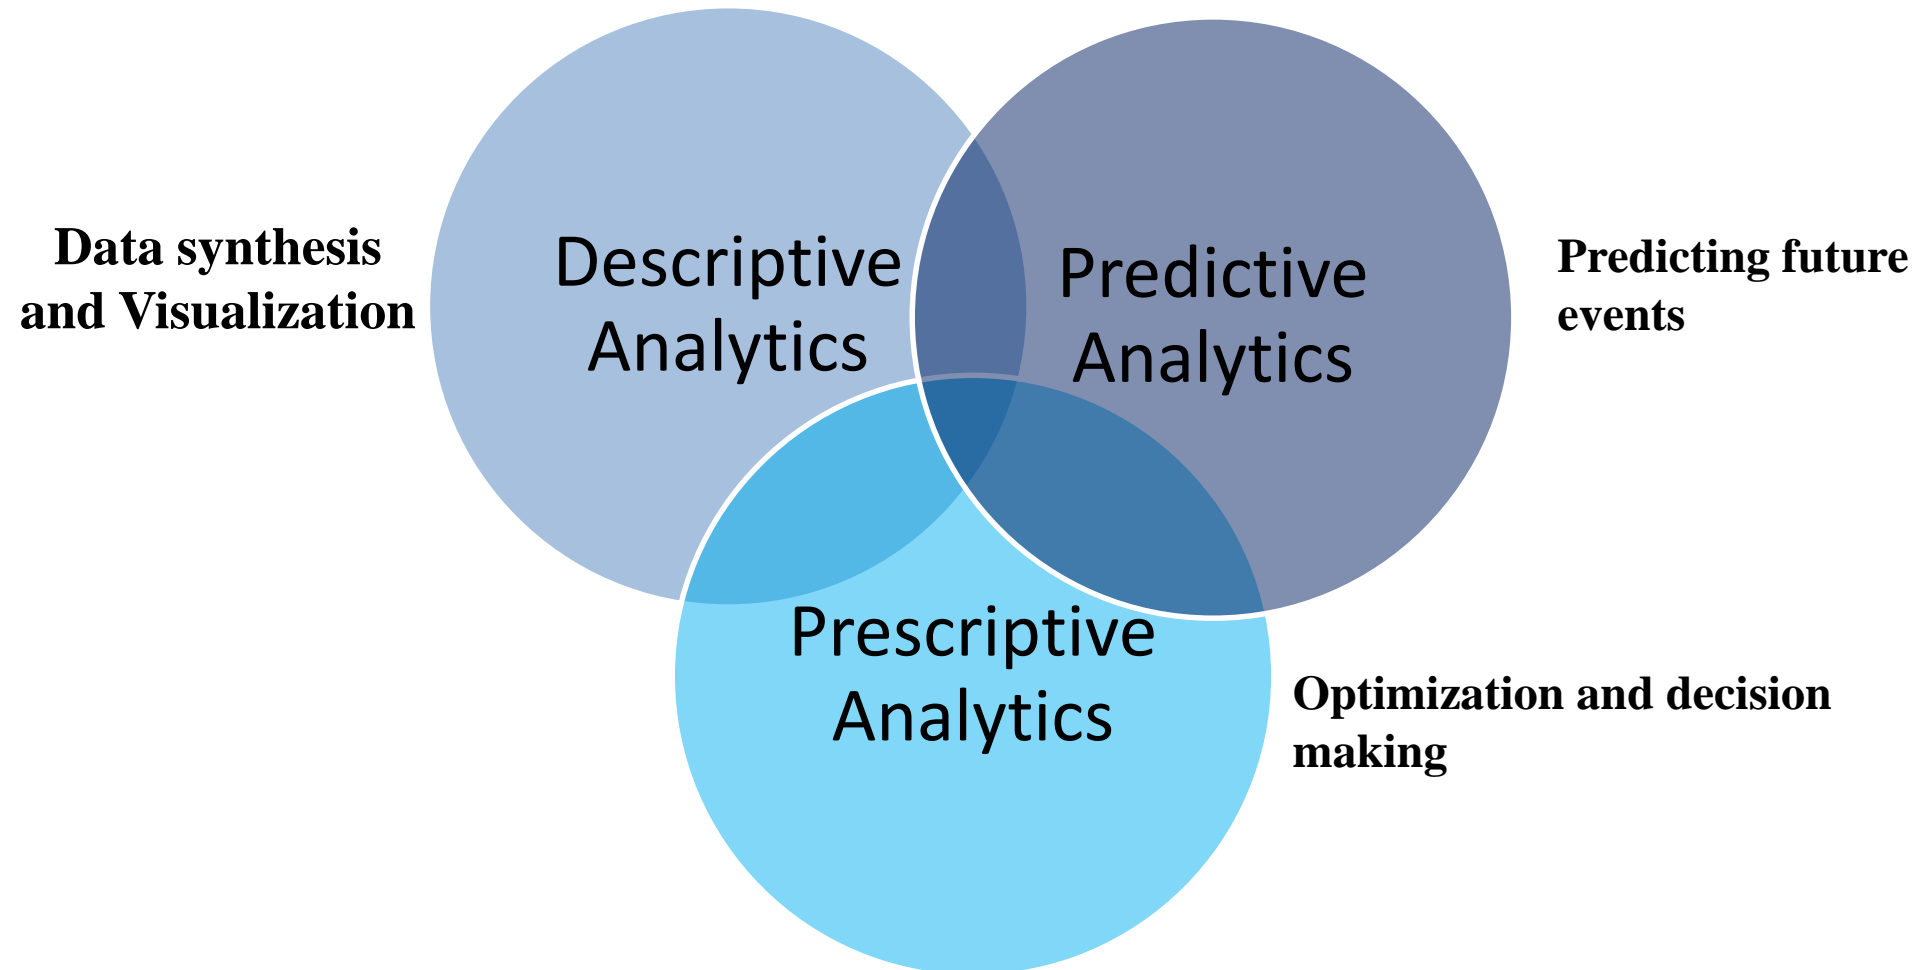 Data synthesis
and Visualization
Descriptive
Analytics
Predictive
Analytics
Predicting future
events
Prescriptive
Analytics
Optimization and decision
making